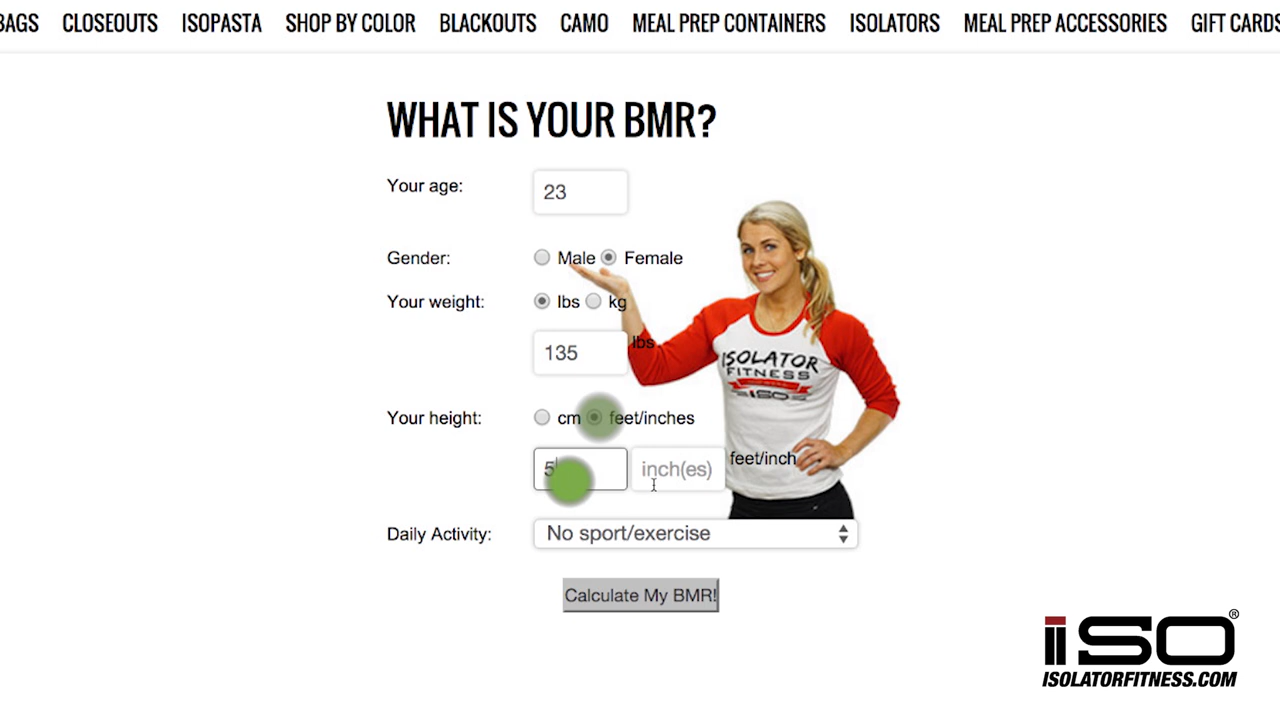 BAGS CLOSEOUTS ISOPASTA SHOP BY COLOR BLACKOUTS CAMO MEAL PREP CONTAINERS ISOLATORS MEAL PREP ACCESSORIES GIFT CARDS
WHAT IS YOUR BMR?
Your age: 23
Gender: Male Female
Your weight: lbs kg
135 lbs
ISOLATOR
FITNESS
ISO
Your height: cm feet/inches
5 inch(es) feet/inch
Daily Activity: No sport/exercise
Calculate My BMR!
ISO®
ISOLATORFITNESS.COM